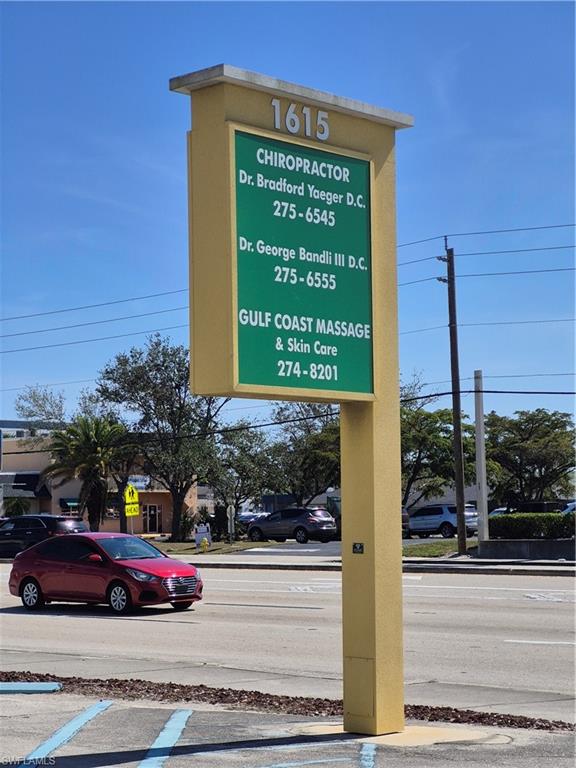 1615
CHIROPRACTOR
Dr. Bradford Yaeger D.C.
275-6545
Dr. George Bandli III D.C.
275-6555
GULF COAST MASSAGE
& Skin Care
274-8201
AHEAD
SWFLAMLS